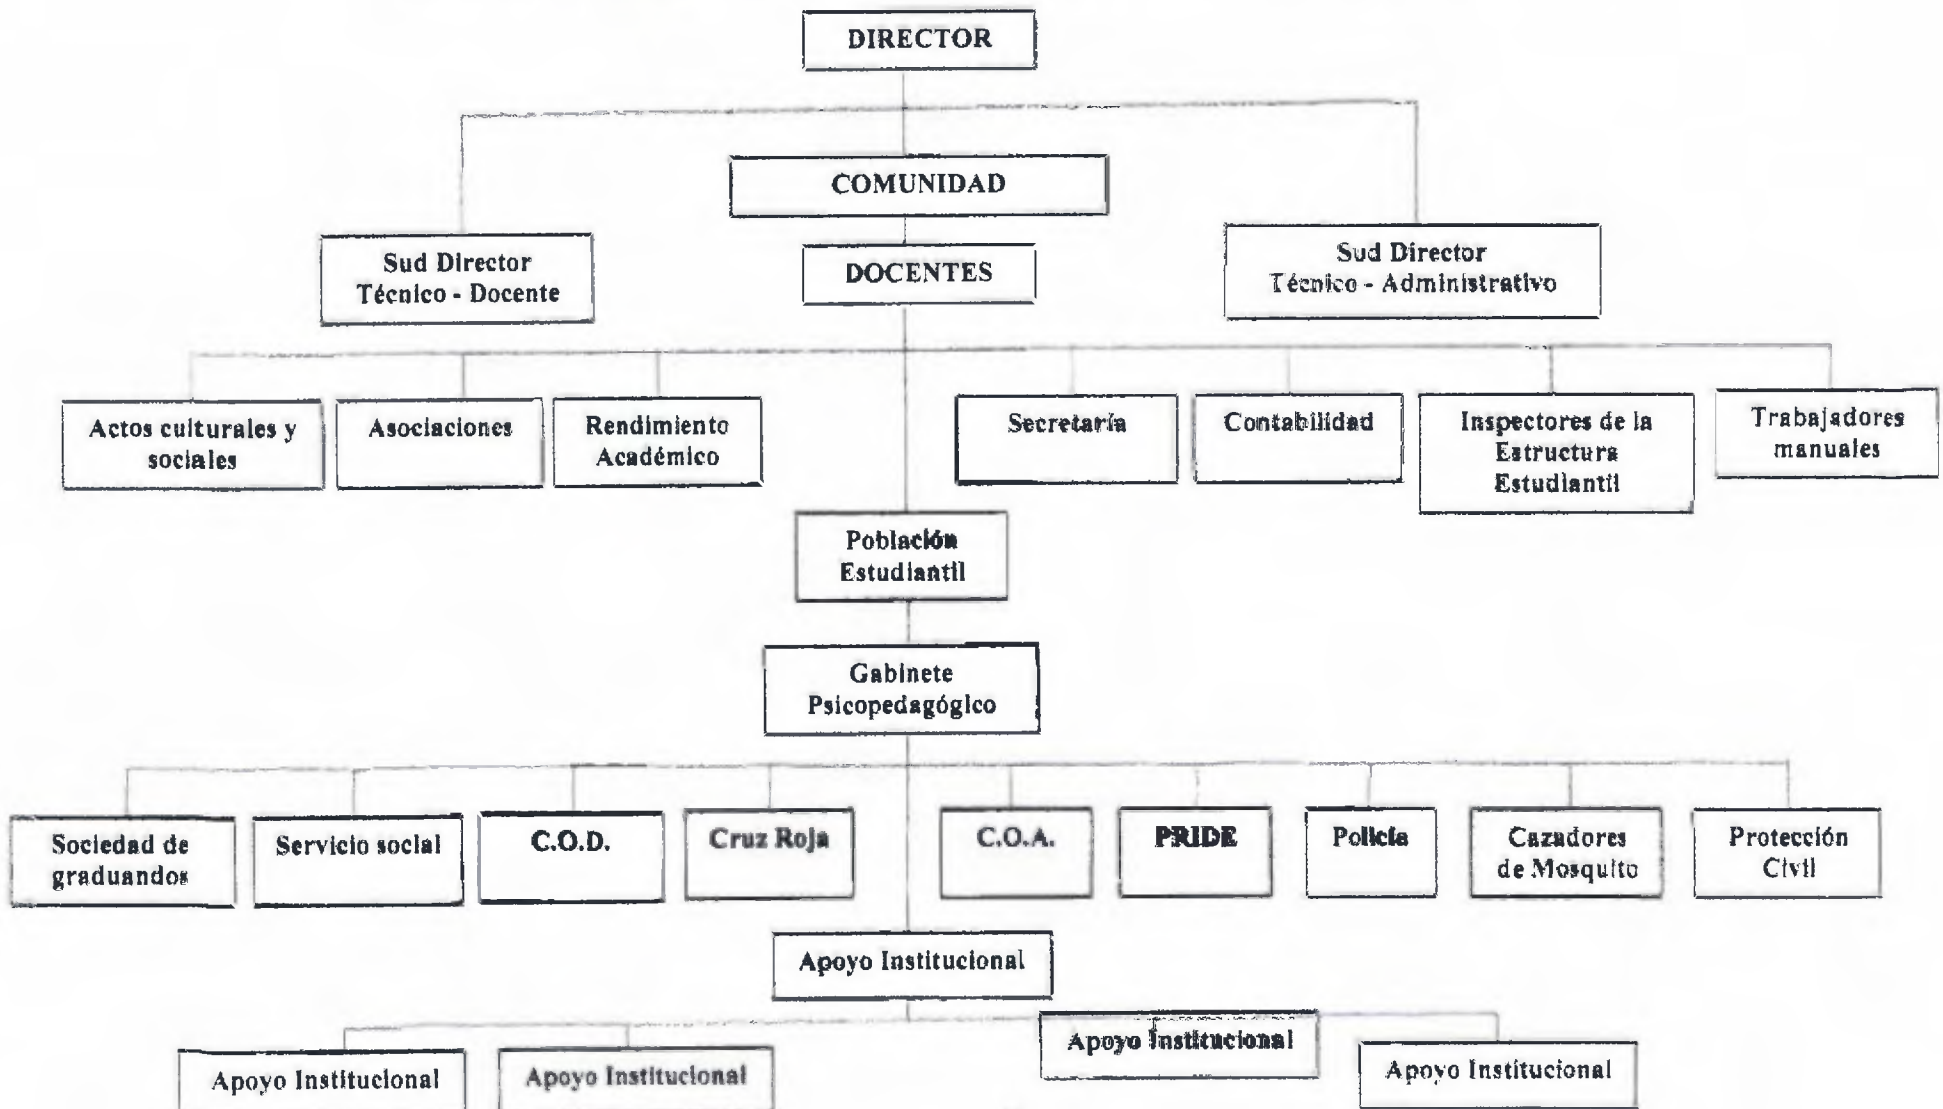 DIRECTOR
COMUNIDAD
Sud Director
Técnico - Docente
DOCENTES
Sud Director
Técnico - Administrativo
Actos culturales y
sociales
Asociaciones
Rendimiento
Académico
Secretaría
Contabilidad
Inspectores de la
Estructura
Estudiantil
Trabajadores
manuales
Población
Estudiantil
Gabinete
Psicopedagógico
Sociedad de
graduandos
Servicio social
C.O.D.
Cruz Roja
C.O.A.
PRIDE
Policía
Cazadores
de Mosquito
Protección
Civil
Apoyo Institucional
Apoyo Institucional
Apoyo Institucional
Apoyo Institucional
Apoyo Institucional